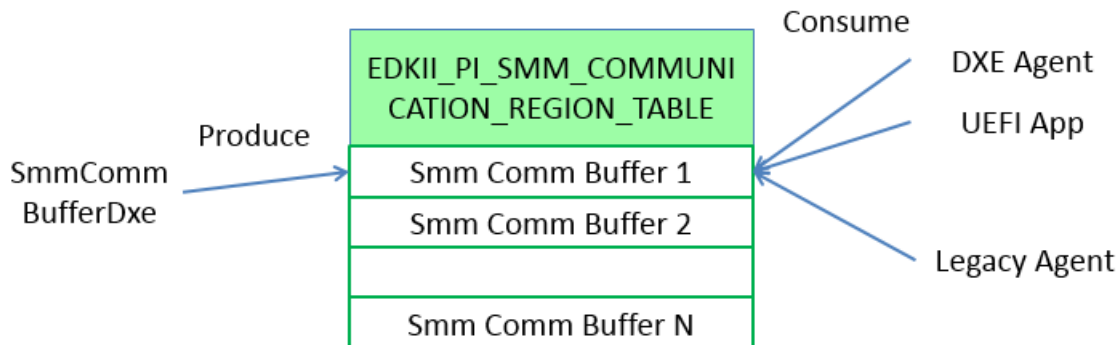 Consume
EDKII_PI_SMM_COMMUNI
CATION_REGION_TABLE
DXE Agent
UEFI App
Produce
SmmComm
BufferDxe
Smm Comm Buffer 1
Smm Comm Buffer 2
Legacy Agent
Smm Comm Buffer N